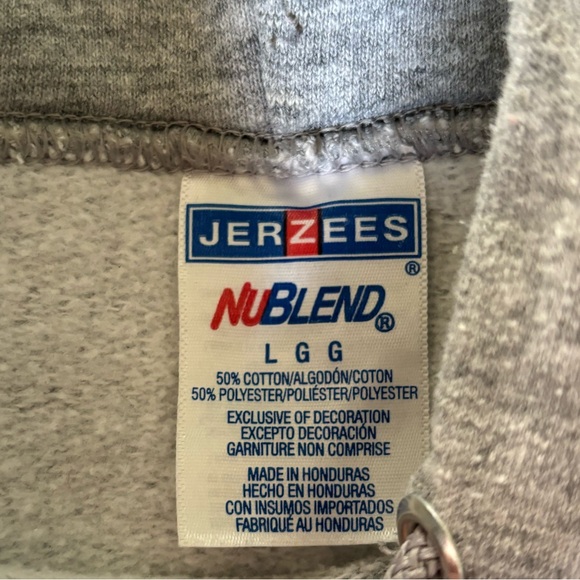 JERZEES
®
NUBLEND®
L G G
50% COTTON/ALGODÓN/COTON
50% POLYESTER/POLIÉSTER/POLYESTER
EXCLUSIVE OF DECORATION
EXCEPTO DECORACIÓN
GARNITURE NON COMPRISE
MADE IN HONDURAS
HECHO EN HONDURAS
CON INSUMOS IMPORTADOS
FABRIQUÉ AU HONDURAS